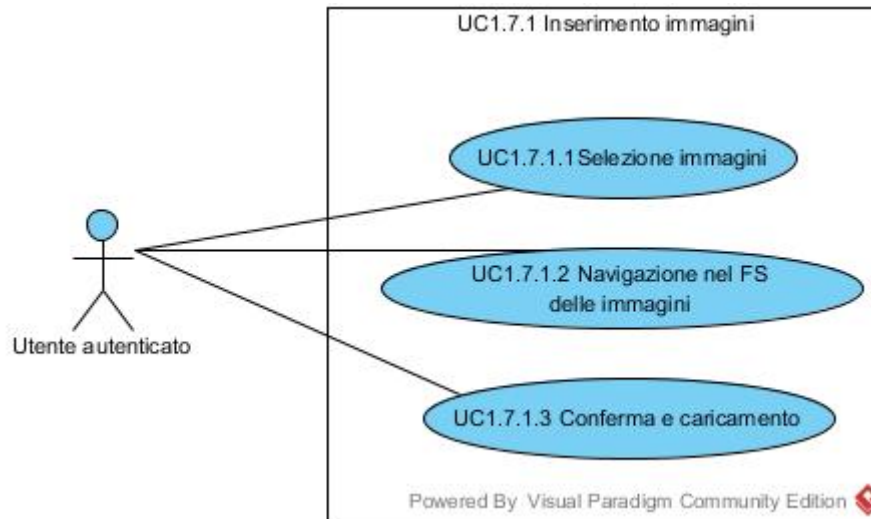 UC1.7.1 Inserimento immagini
UC1.7.1.1Selezione immagini
UC1.7.1.2 Navigazione nel FS
delle immagini
Utente autenticato
UC1.7.1.3 Conferma e caricamento
Powered By Visual Paradigm Community Edition